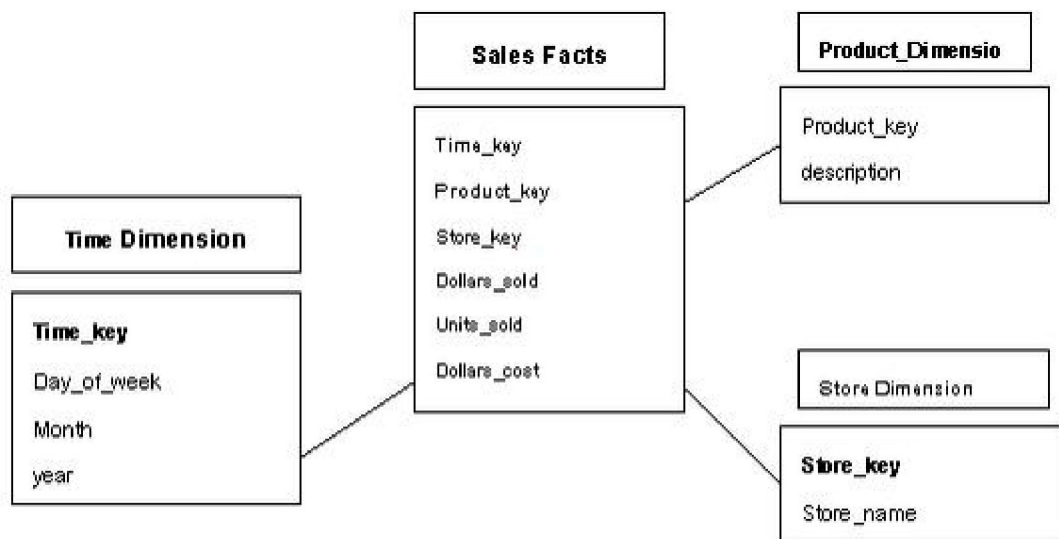 Sales Facts
Time_key
Product_key
Store_key
Dollars_sold
Units_sold
Dollars_cost
Product_Dimensio
Product_key
description
Time Dimension
Time_key
Day_of_week
Month
year
Store Dimension
Store_key
Store_name